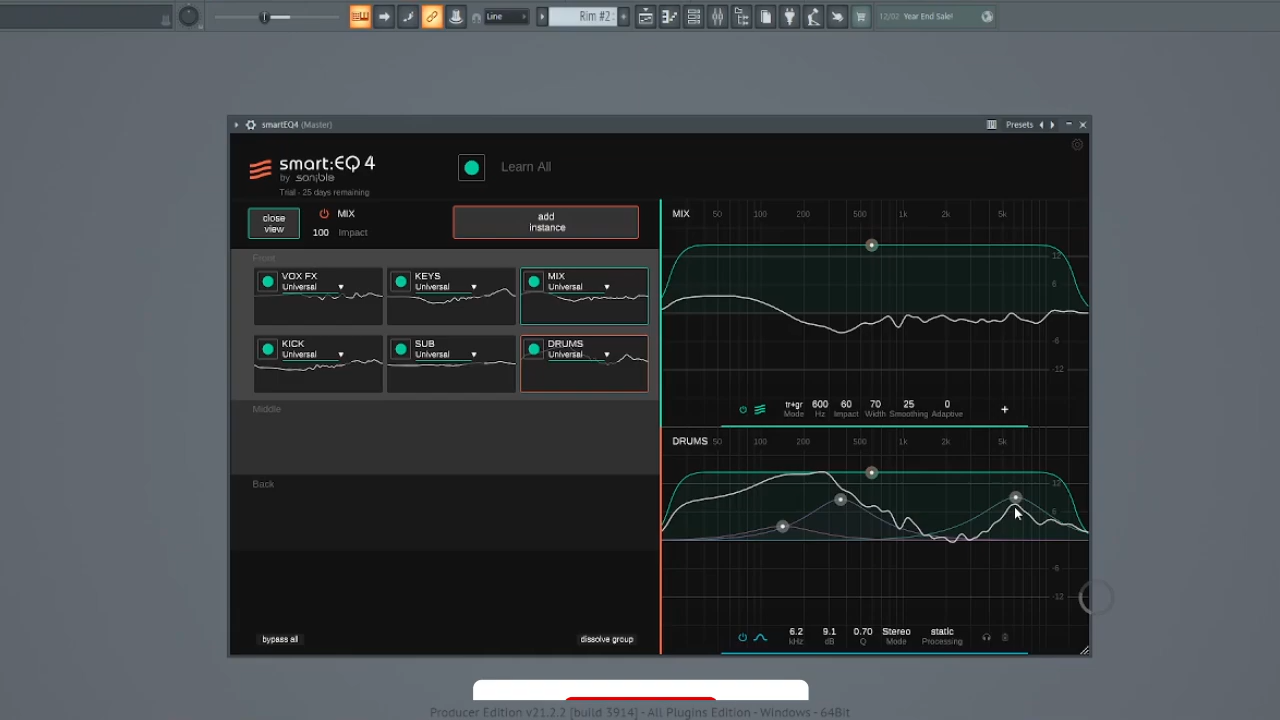 Line
Rim #2
12/02 Year End Sale!
smartEQ4 (Master)
Presets
smart:EQ 4
by sonible
Trial - 25 days remaining
Learn All
close
view
MIX
100 Impact
add
instance
Front
VOX FX
Universal
KEYS
Universal
MIX
Universal
KICK
Universal
SUB
Universal
DRUMS
Universal
Middle
Back
bypass all
dissolve group
MIX 50 100 200 500 1k 2k 5k
12
6
-6
-12
tr+gr 600 60 70 25 0
Mode Hz Impact Width Smoothing Adaptive
DRUMS 50 100 200 500 1k 2k 5k
12
6
-6
-12
6.2 9.1 0.70 Stereo static
kHz dB Q Mode Processing
Producer Edition v21.2.2 [build 3914] - All Plugins Edition - Windows - 64Bit